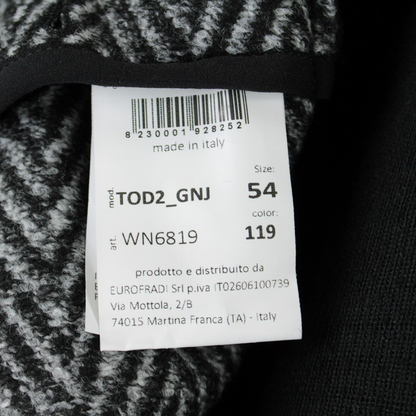 8 230001 928252
made in italy
Size:
mod. TOD2_GNJ 54
color:
art. WN6819 119
prodotto e distribuito da
EUROFRADI Srl p.iva IT02606100739
Via Mottola, 2/B
74015 Martina Franca (TA) - Italy